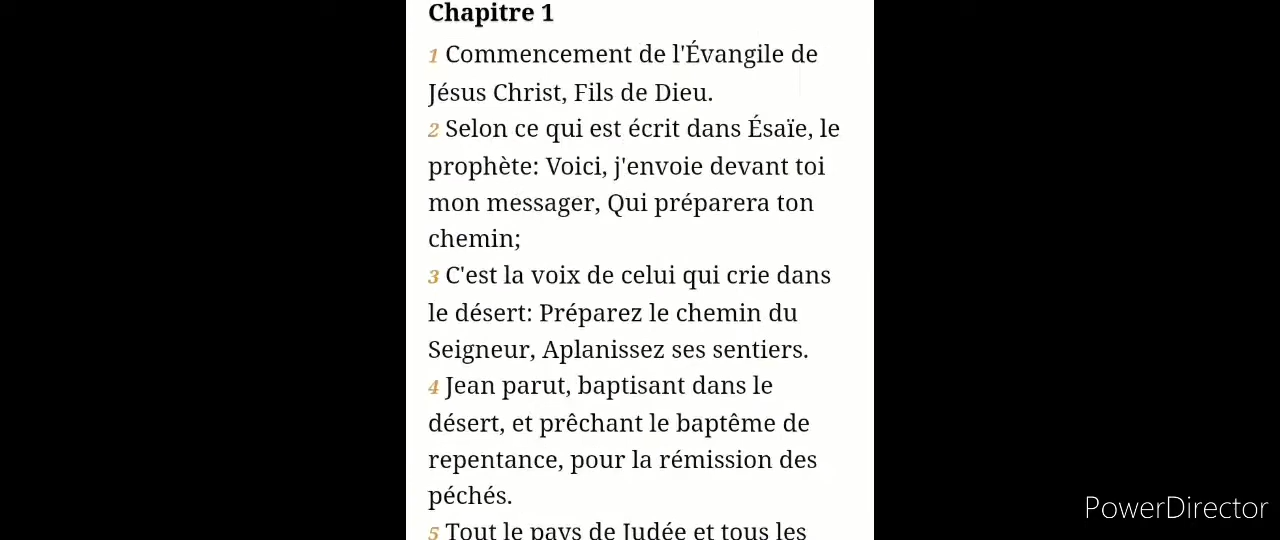 Chapitre 1
1 Commencement de l'Évangile de
Jésus Christ, Fils de Dieu.
2 Selon ce qui est écrit dans Ésaïe, le
prophète: Voici, j'envoie devant toi
mon messager, Qui préparera ton
chemin;
3 C'est la voix de celui qui crie dans
le désert: Préparez le chemin du
Seigneur, Aplanissez ses sentiers.
4 Jean parut, baptisant dans le
désert, et prêchant le baptême de
repentance, pour la rémission des
péchés.
5 Tout le pays de Judée et tous les
PowerDirector